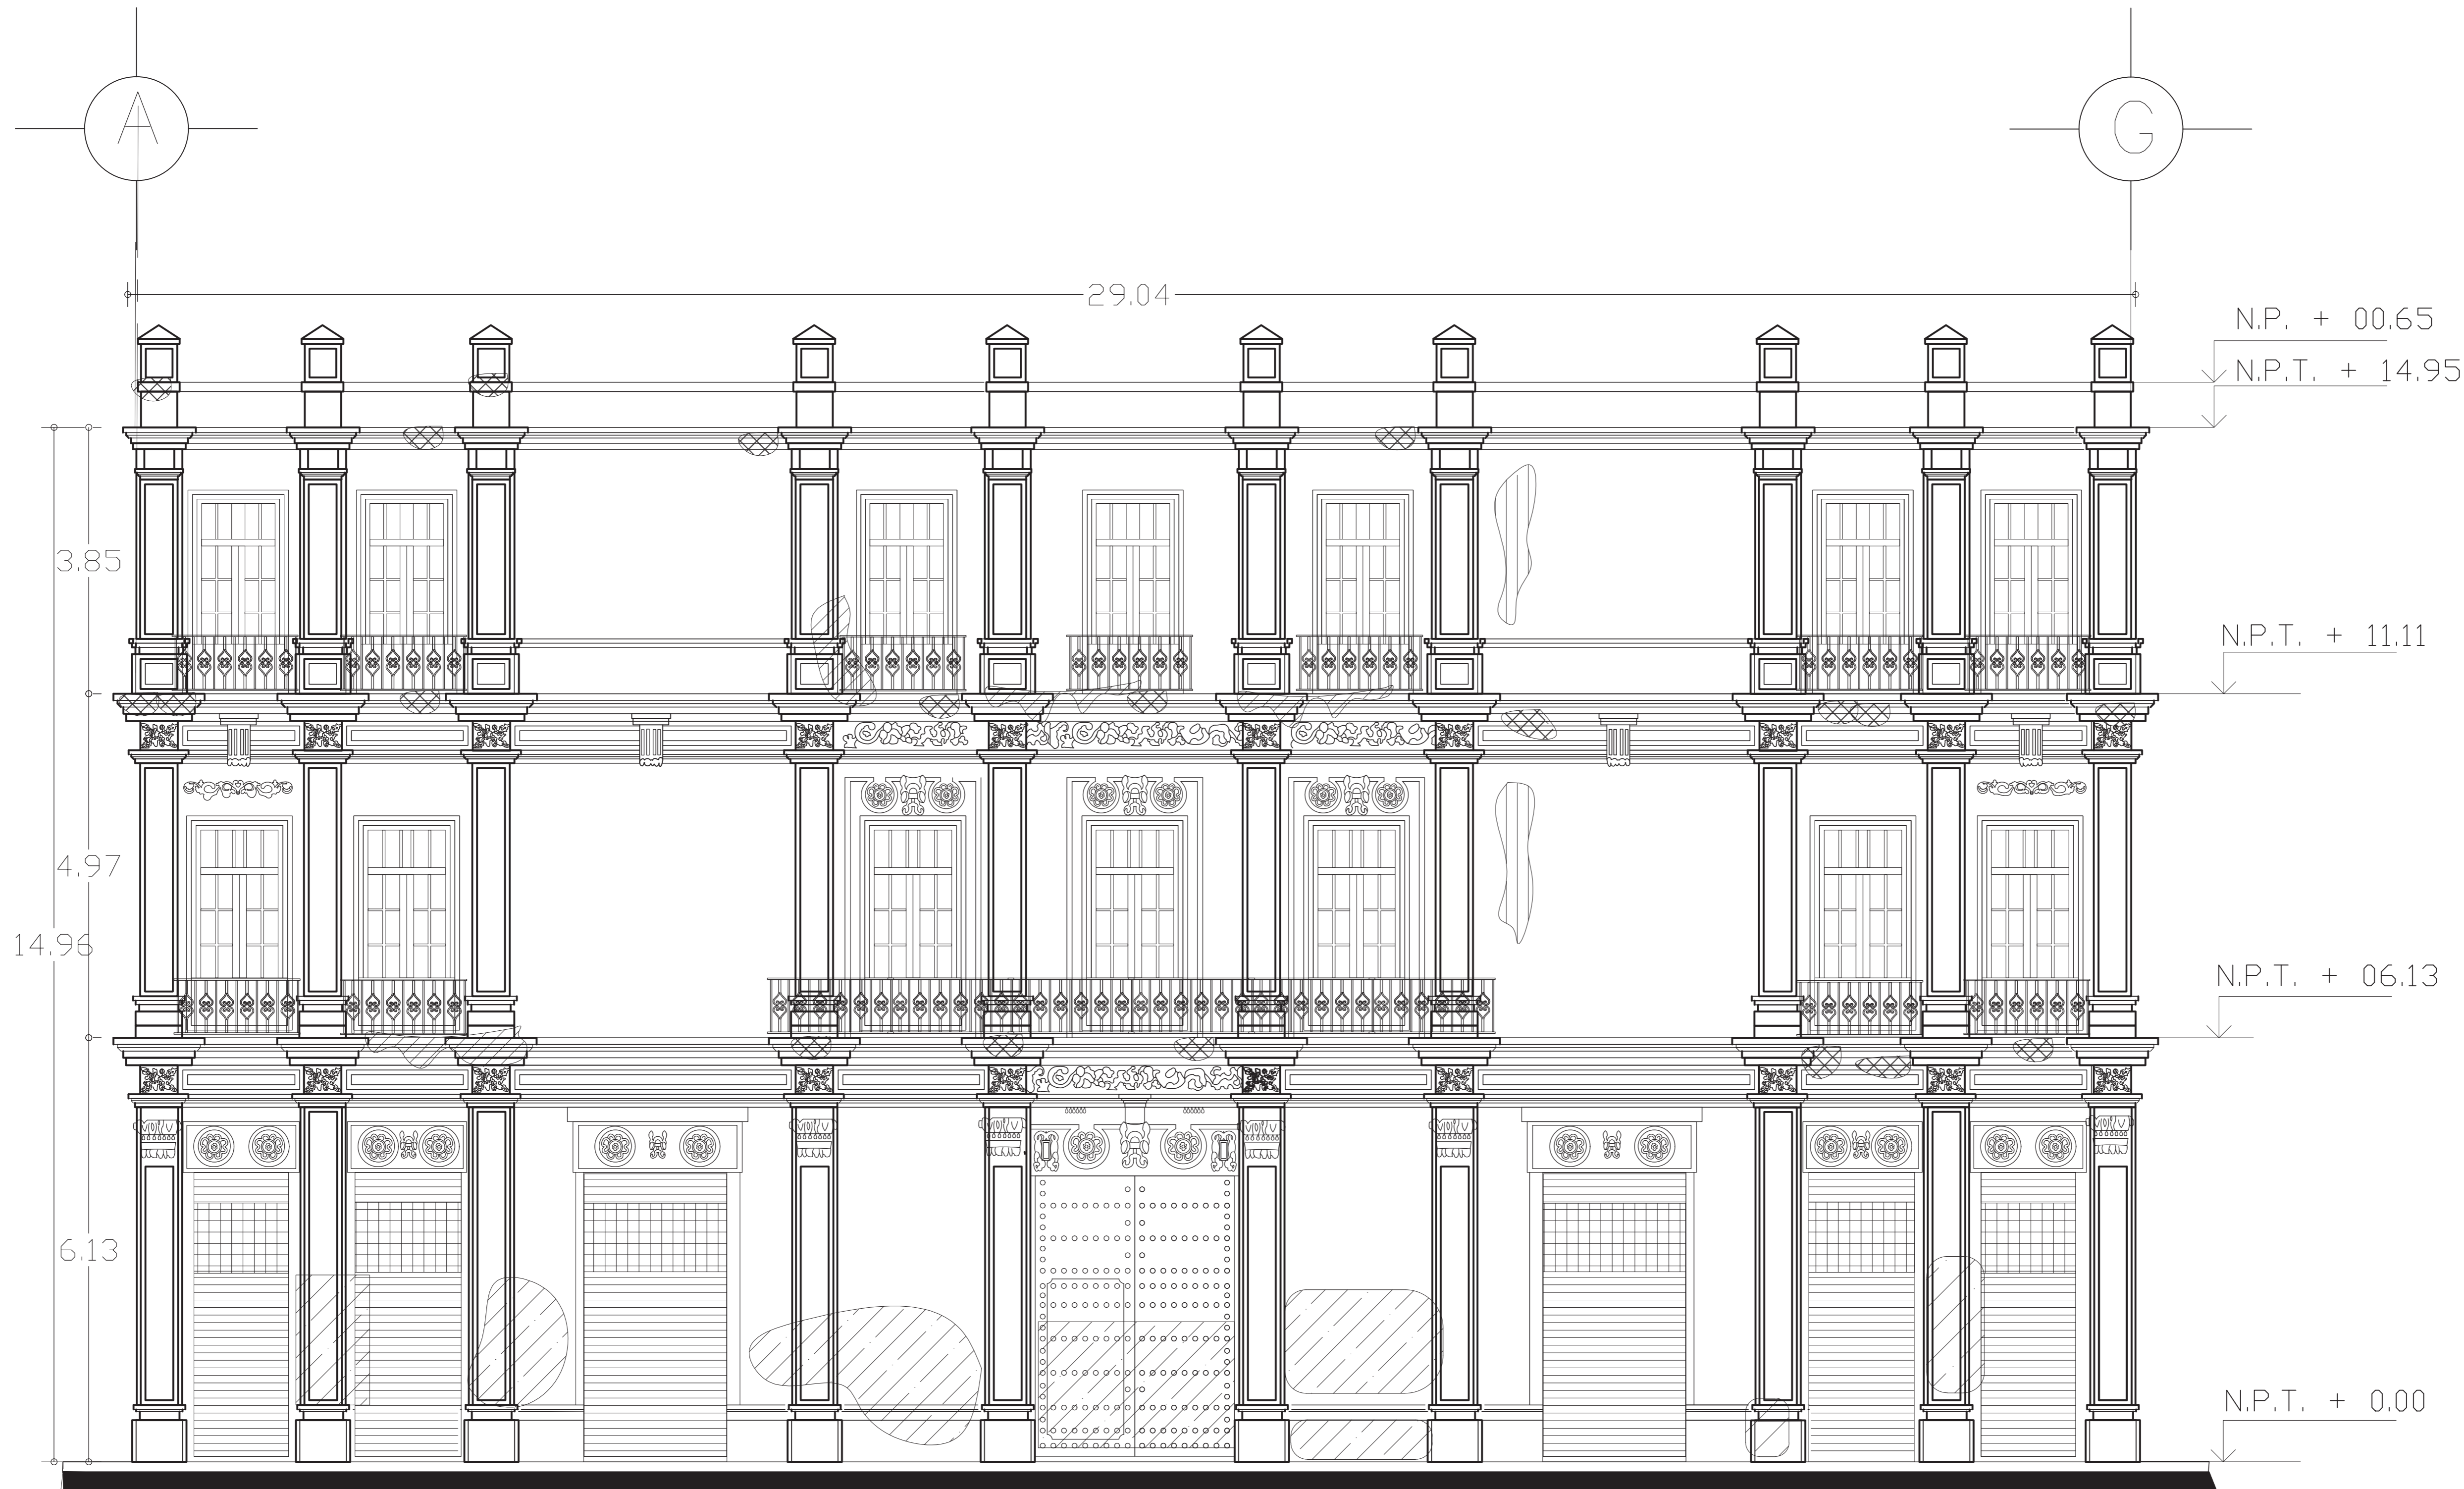 A
G
29.04
N.P. + 00.65
N.P.T. + 14.95
3.85
N.P.T. + 11.11
4.97
14.96
N.P.T. + 06.13
6.13
N.P.T. + 0.00